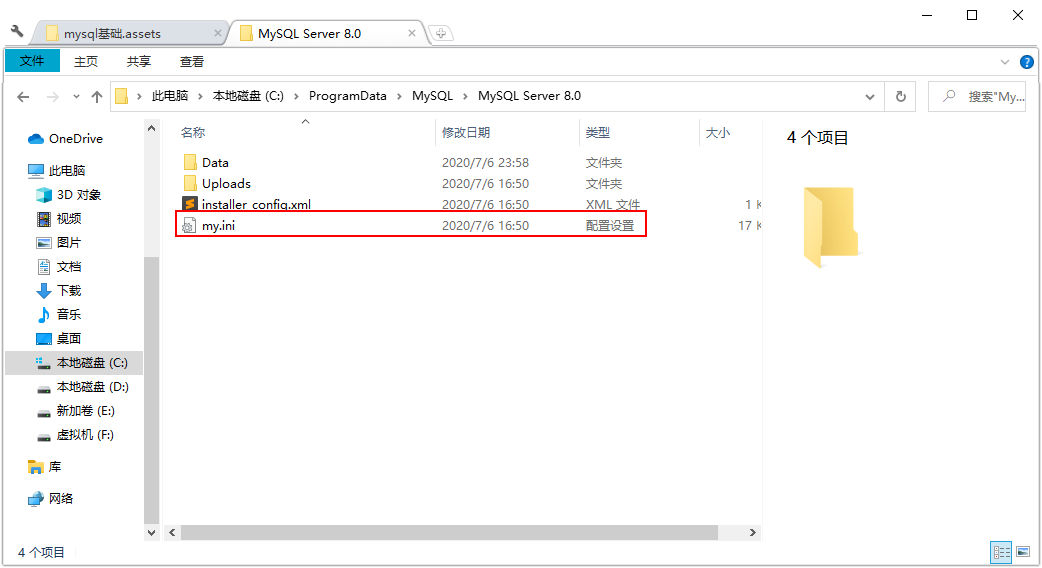 mysql基础.assets
MySQL Server 8.0
文件 主页 共享 查看
此电脑 本地磁盘 (C:) ProgramData MySQL MySQL Server 8.0 搜索"My...
OneDrive
此电脑
3D 对象
视频
图片
文档
下载
音乐
桌面
本地磁盘 (C:)
本地磁盘 (D:)
新加卷 (E:)
虚拟机 (F:)
库
网络
名称 修改日期 类型 大小
Data 2020/7/6 23:58 文件夹
Uploads 2020/7/6 16:50 文件夹
installer_config.xml 2020/7/6 16:50 XML 文件 1 K
my.ini 2020/7/6 16:50 配置设置 17 K
4 个项目
4 个项目